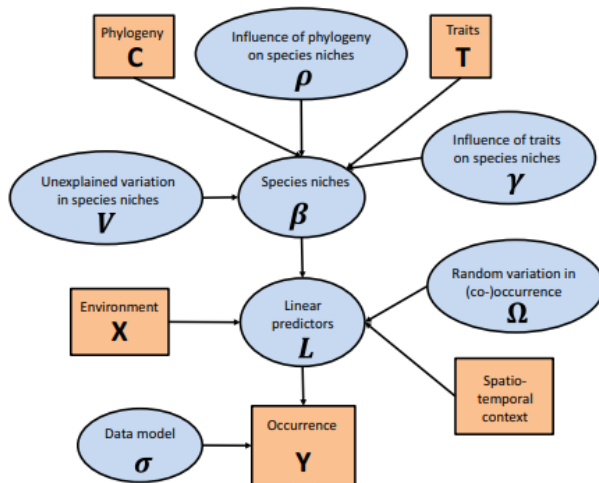 Phylogeny
C
Influence of phylogeny
on species niches
ρ
Traits
T
Unexplained variation
in species niches
V
Species niches
β
Influence of traits
on species niches
γ
Environment
X
Linear
predictors
L
Random variation in
(co-)occurrence
Ω
Spatio-
temporal
context
Data model
σ
Occurrence
Y